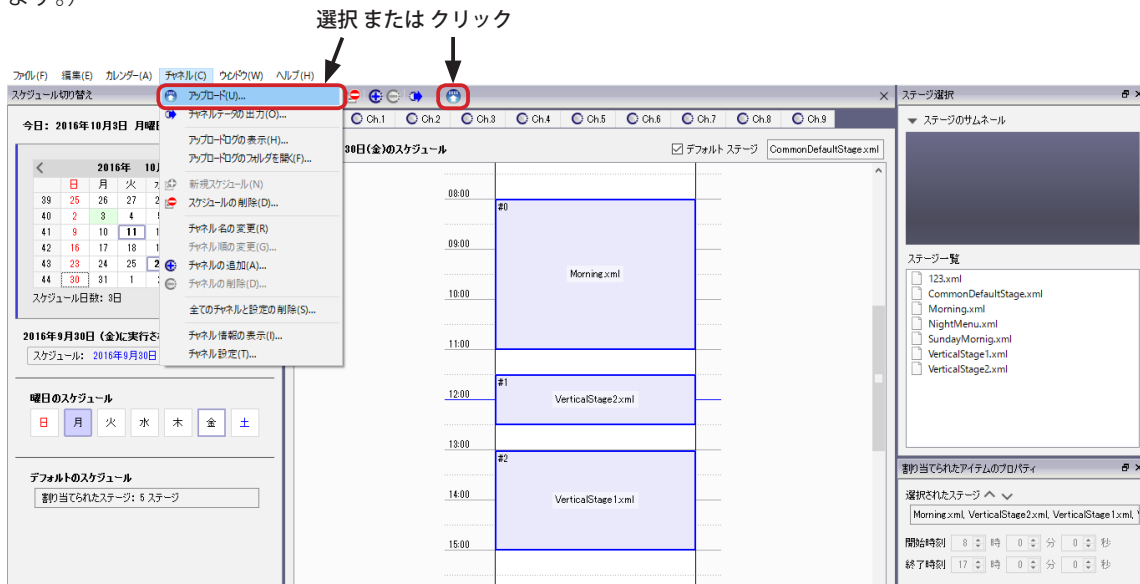 ます。)
選択 または クリック
ファイル(F) 編集(E) カレンダー(A) チャネル(C) ウィンドウ(W) ヘルプ(H)
スケジュール切り替え
今日: 2016年10月3日 月曜
2016年 10
日 月 火
39 25 26 27 2
40 2 3 4
41 9 10 11 1
42 16 17 18 1
43 23 24 25 2
44 30 31 1
スケジュール日数: 3日
2016年9月30日 (金)に実行さ
スケジュール: 2016年9月30日
曜日のスケジュール
日 月 火 水 木 金 土
デフォルトのスケジュール
割り当てられたステージ: 5 ステージ
アップロード(U)...
チャネルデータの出力(O)...
アップロードログの表示(H)...
アップロードログのフォルダを開く(F)...
新規スケジュール(N)
スケジュールの削除(D)...
チャネル名の変更(R)
チャネル順の変更(G)...
チャネルの追加(A)...
チャネルの削除(D)...
全てのチャネルと設定の削除(S)...
チャネル情報の表示(I)...
チャネル設定(T)...
Ch.1 Ch.2 Ch.3 Ch.4 Ch.5 Ch.6 Ch.7 Ch.8 Ch.9
30日(金)のスケジュール
デフォルト ステージ CommonDefaultStage.xml
08:00
#0
09:00
Morning.xml
10:00
11:00
#1
12:00
VerticalStage2.xml
13:00
#2
14:00
VerticalStage1.xml
15:00
ステージ選択
ステージのサムネール
ステージ一覧
123.xml
CommonDefaultStage.xml
Morning.xml
NightMenu.xml
SundayMornig.xml
VerticalStage1.xml
VerticalStage2.xml
割り当てられたアイテムのプロパティ
選択されたステージ
Morning.xml, VerticalStage2.xml, VerticalStage1.xml,
開始時刻 8 時 0 分 0 秒
終了時刻 17 時 0 分 0 秒